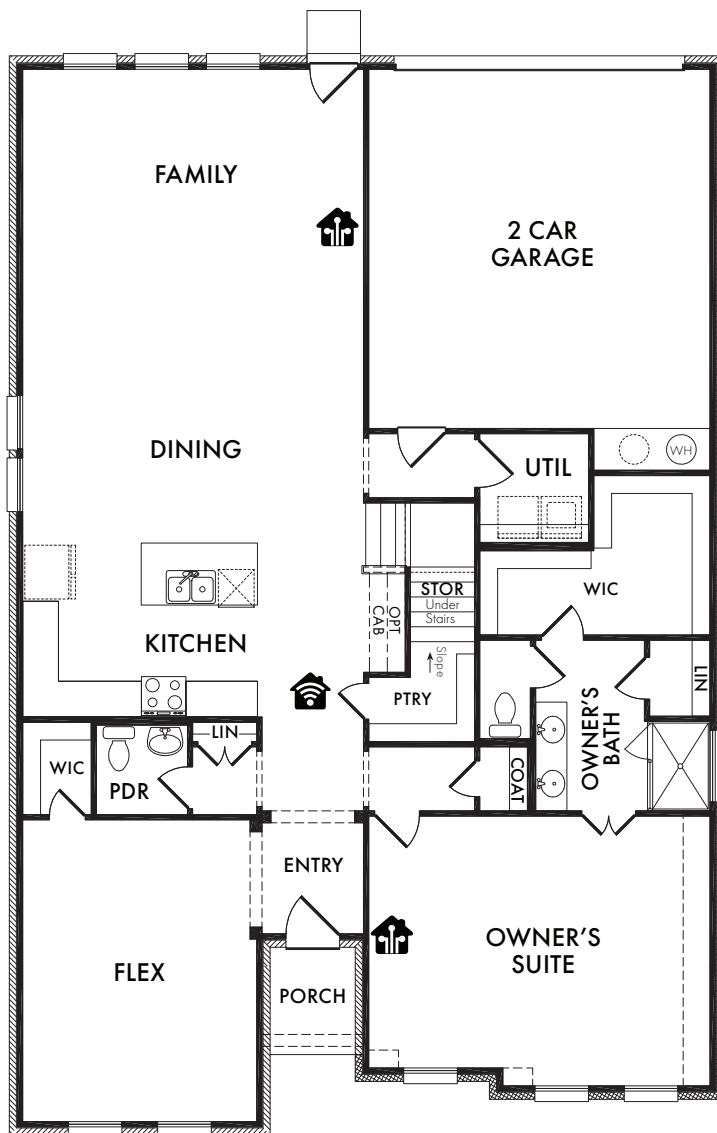 FAMILY
2 CAR
GARAGE
DINING
UTIL
WH
STOR
Under
Stairs
OPT
CAB
WIC
KITCHEN
Slope
PTRY
LIN
OWNER'S
BATH
LIN
WIC
PDR
COAT
ENTRY
OWNER'S
SUITE
FLEX
PORCH